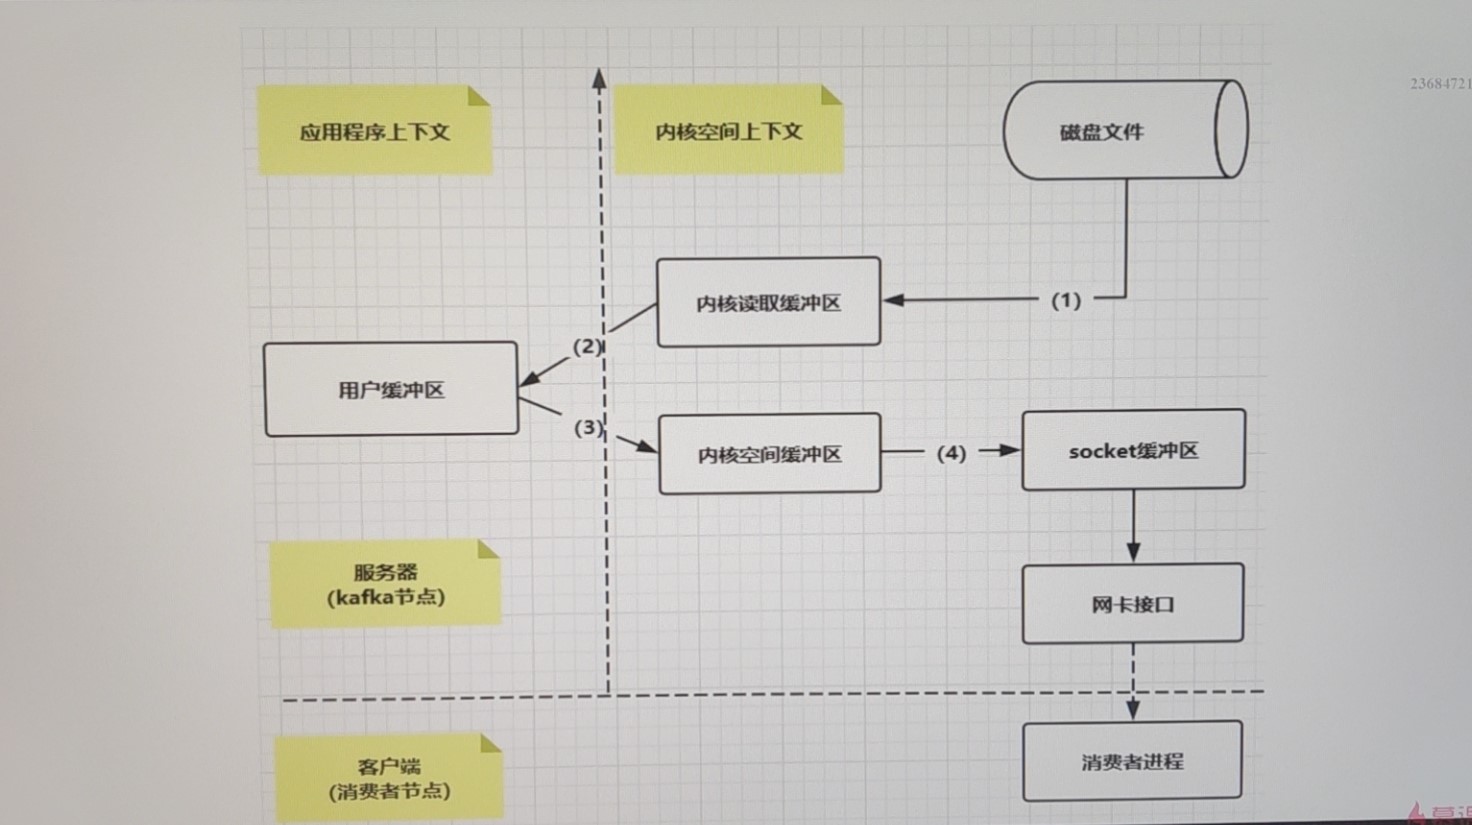 23684721
应用程序上下文
内核空间上下文
磁盘文件
内核读取缓冲区
(1)
(2)
用户缓冲区
(3)
内核空间缓冲区
(4)
socket缓冲区
服务器
(kafka节点)
网卡接口
客户端
(消费者节点)
消费者进程